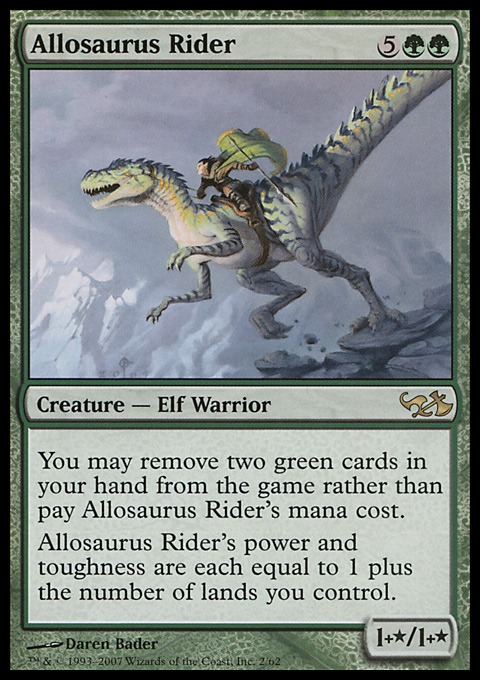 Allosaurus Rider 5
Creature — Elf Warrior
You may remove two green cards in
your hand from the game rather than
pay Allosaurus Rider's mana cost.
Allosaurus Rider's power and
toughness are each equal to 1 plus
the number of lands you control.
1+★/1+★
Daren Bader
™ & © 1993–2007 Wizards of the Coast, Inc. 2/62